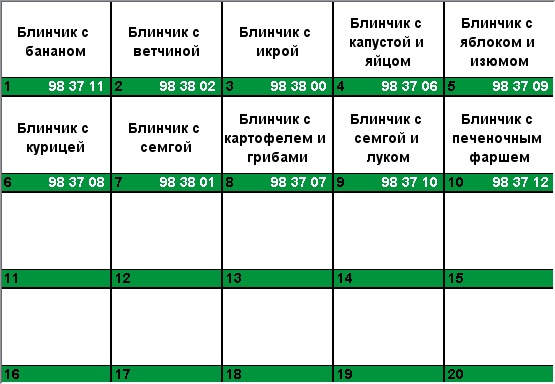 Блинчик с
бананом
Блинчик с
ветчиной
Блинчик с
икрой
Блинчик с
капустой и
яйцом
Блинчик с
яблоком и
изюмом
1 98 37 11
2 98 38 02
3 98 38 00
4 98 37 06
5 98 37 09
Блинчик с
курицей
Блинчик с
семгой
Блинчик с
картофелем и
грибами
Блинчик с
семгой и
луком
Блинчик с
печеночным
фаршем
6 98 37 08
7 98 38 01
8 98 37 07
9 98 37 10
10 98 37 12
11
12
13
14
15
16
17
18
19
20